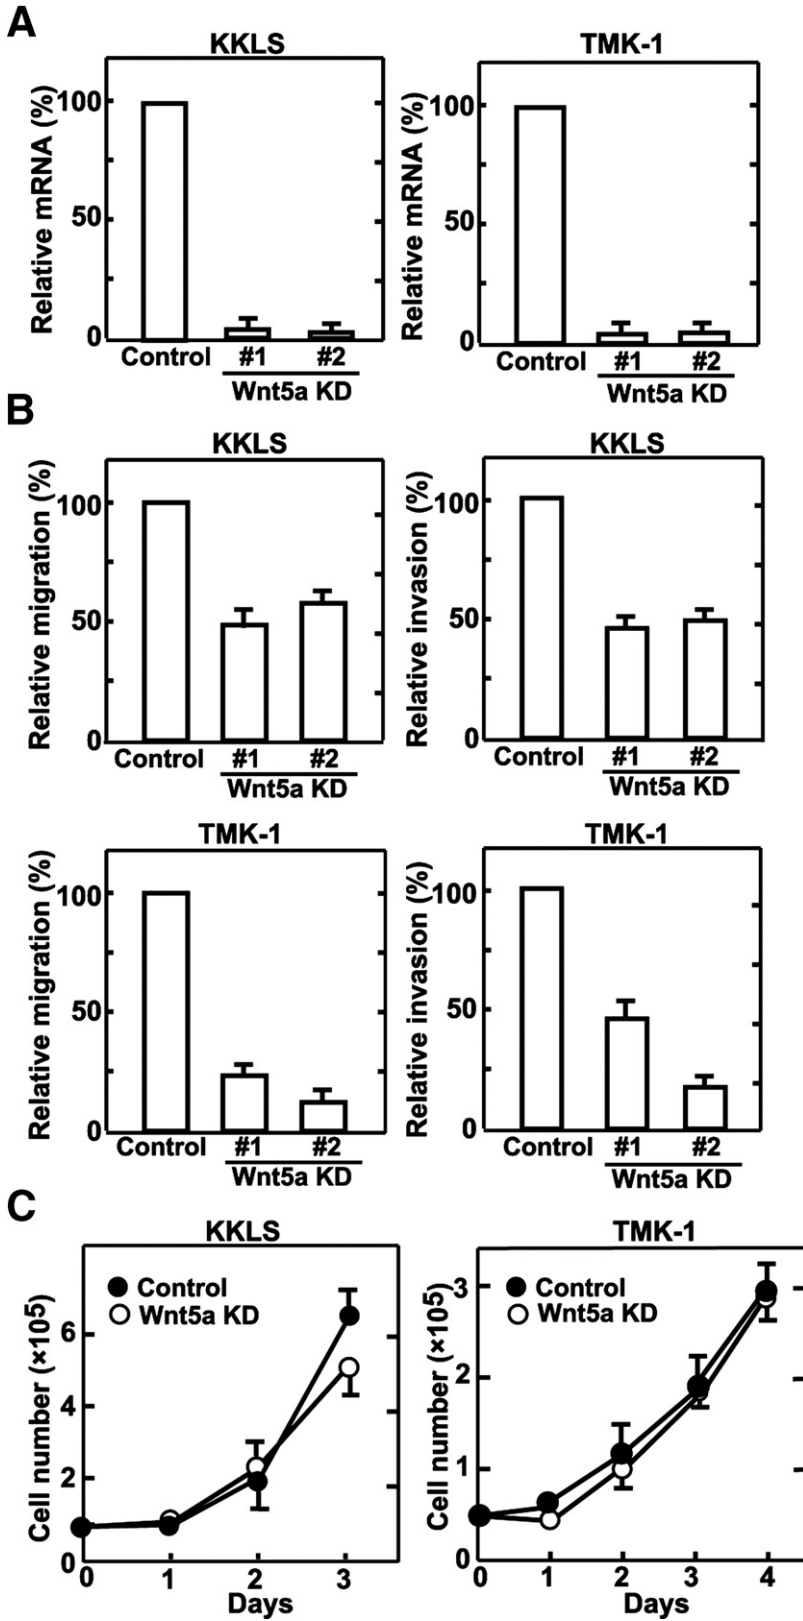 A
KKLS
Relative mRNA (%)
100
50
0
Control #1 #2
Wnt5a KD
TMK-1
Relative mRNA (%)
100
50
0
Control #1 #2
Wnt5a KD
B
KKLS
Relative migration (%)
100
50
0
Control #1 #2
Wnt5a KD
KKLS
Relative invasion (%)
100
50
0
Control #1 #2
Wnt5a KD
TMK-1
Relative migration (%)
100
50
0
Control #1 #2
Wnt5a KD
TMK-1
Relative invasion (%)
100
50
0
Control #1 #2
Wnt5a KD
C
KKLS
Control
Wnt5a KD
Cell number (×10⁵)
6
4
2
0
0 1 2 3
Days
TMK-1
Control
Wnt5a KD
Cell number (×10⁵)
3
2
1
0
0 1 2 3 4
Days